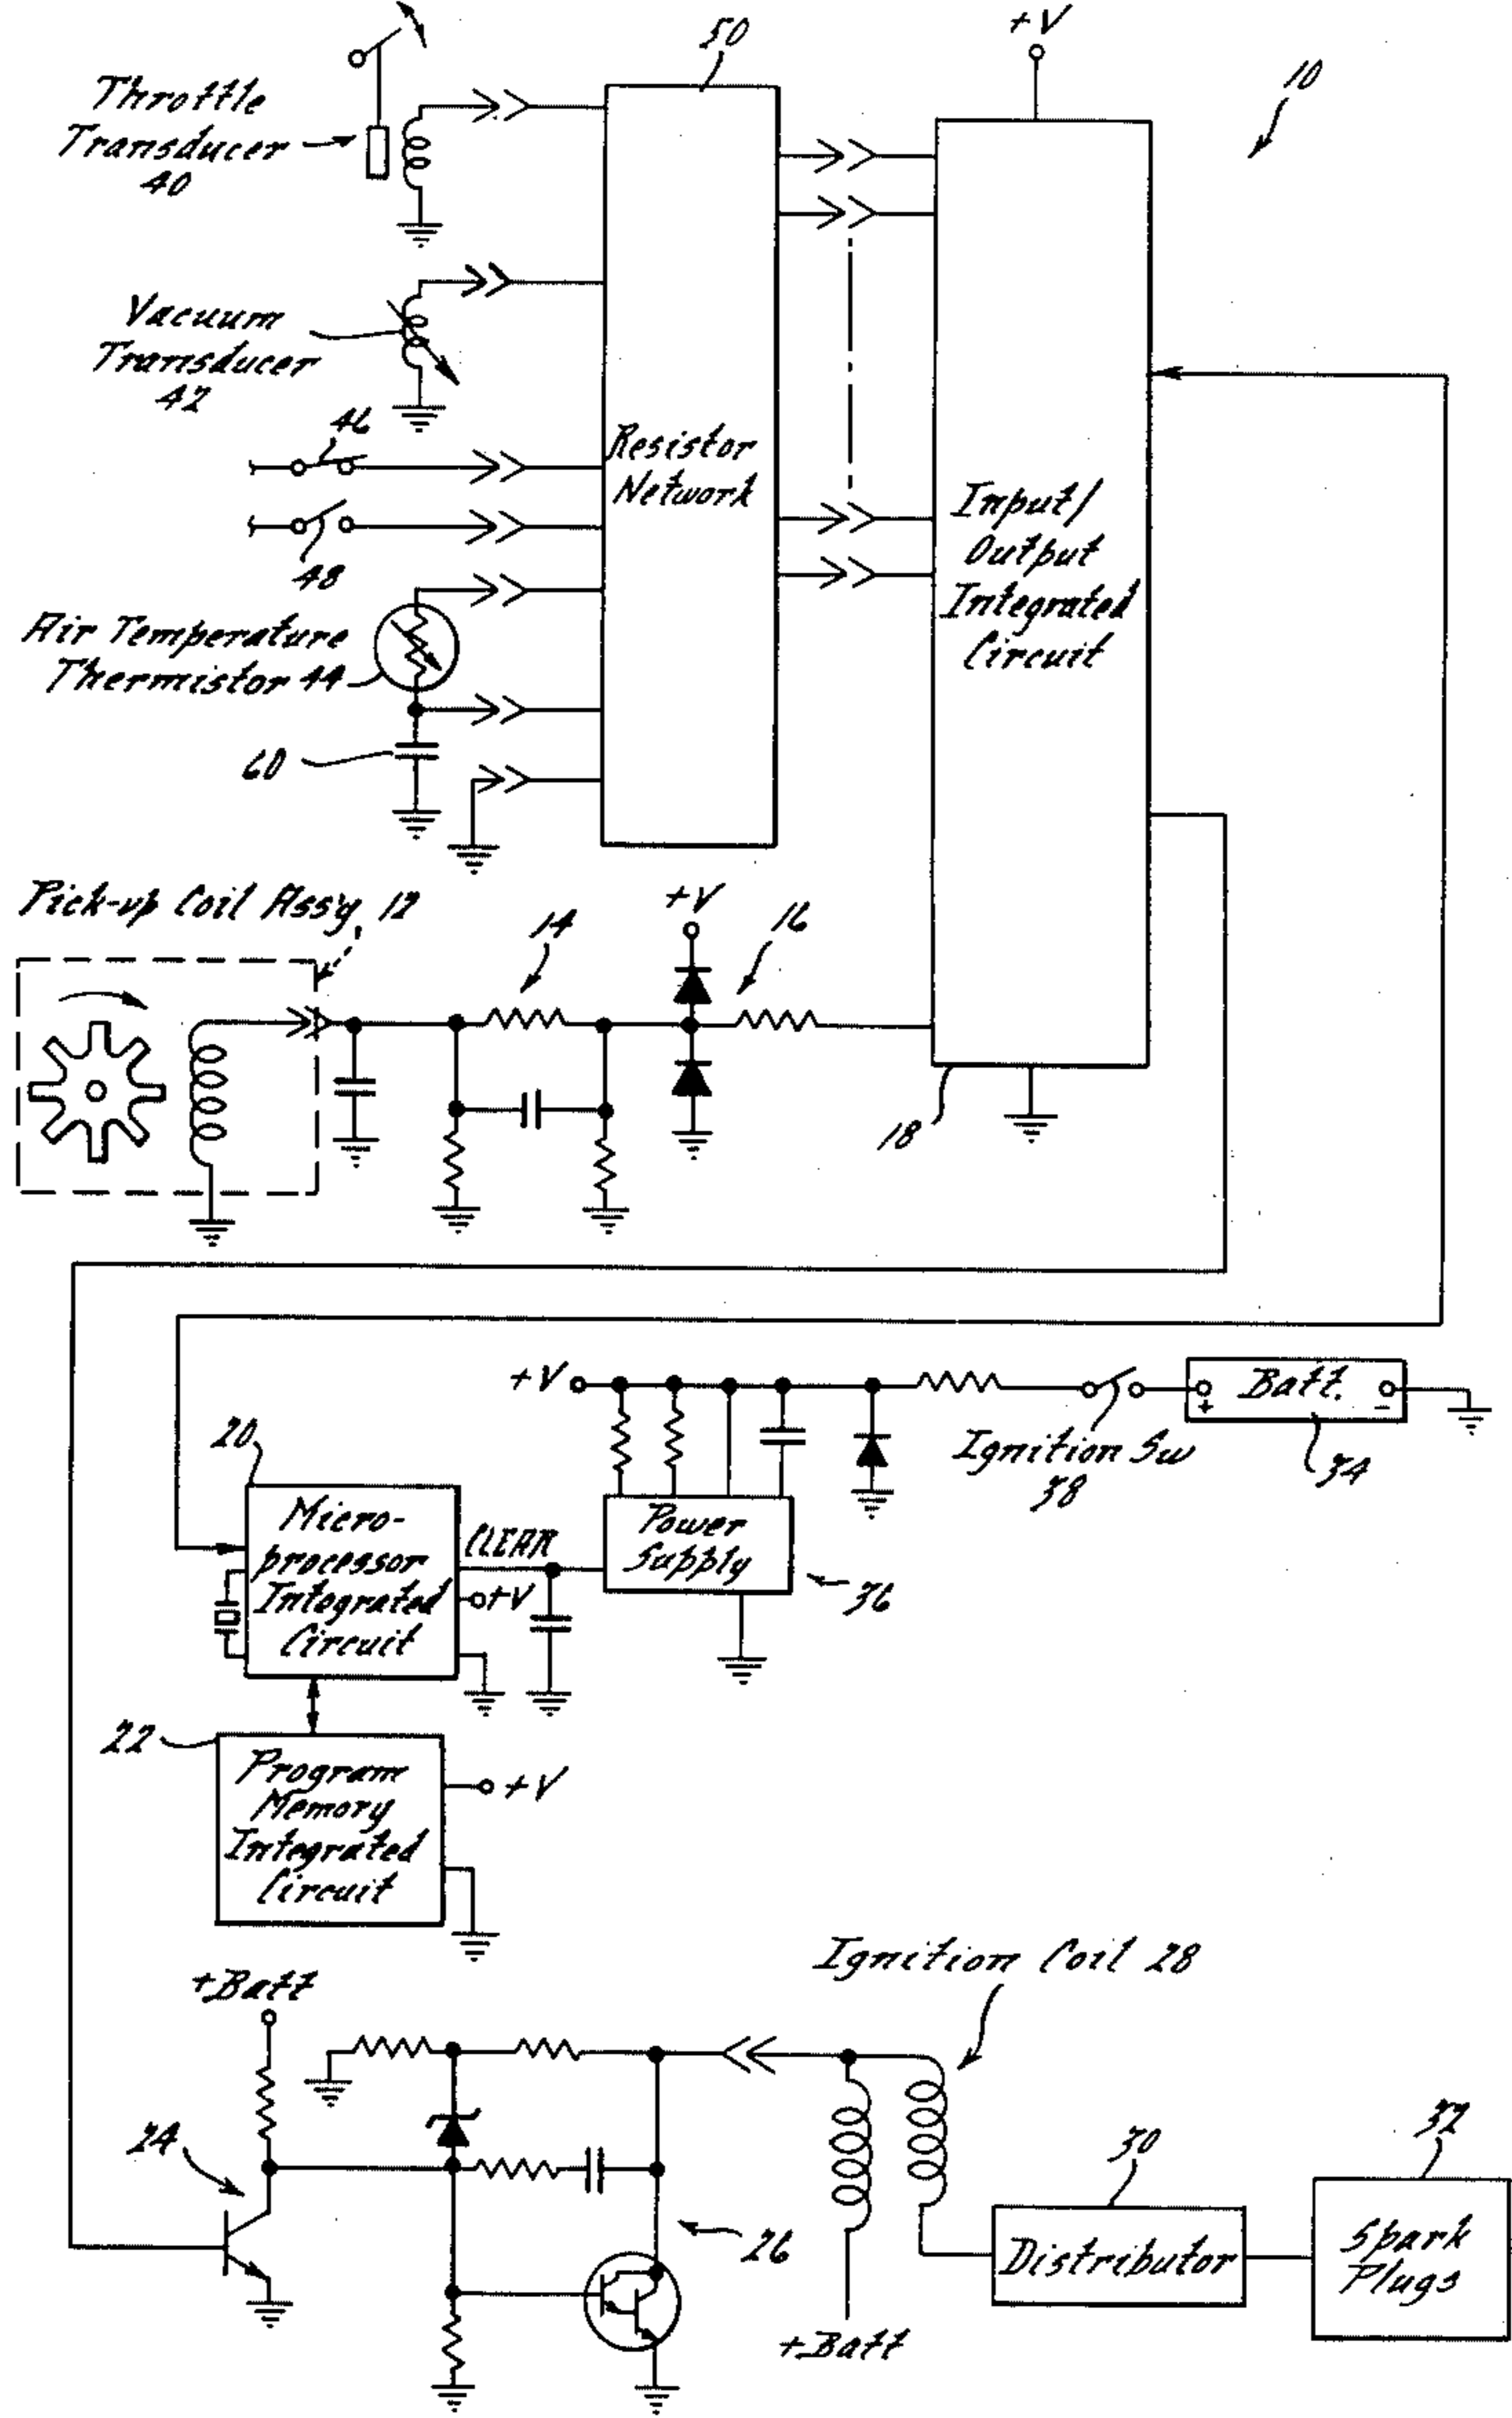 50
+V
10
Throttle
Transducer
40
Vacuum
Transducer
42
46
Resistor
Network
48
Input/
Output
Integrated
Circuit
Air Temperature
Thermistor 44
60
Pick-up Coil Ass'y 12
14
+V
16
18
+V
Batt.
+
-
Ignition Sw
38
34
20
Micro-
processor
Integrated
Circuit
CLEAR
+V
Power
Supply
36
22
Program
Memory
Integrated
Circuit
+V
Ignition Coil 28
+Batt
24
26
30
32
Distributor
Spark
Plugs
+Batt